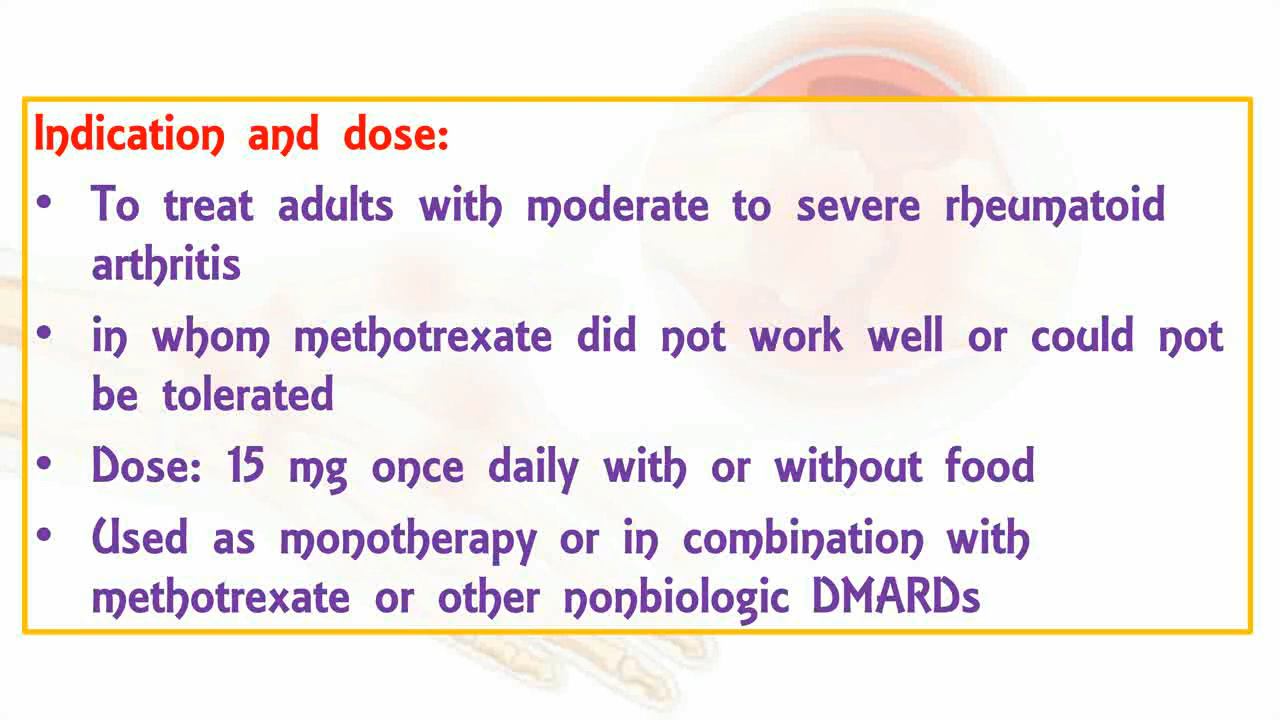 Indication and dose:
• To treat adults with moderate to severe rheumatoid
arthritis
• in whom methotrexate did not work well or could not
be tolerated
• Dose: 15 mg once daily with or without food
• Used as monotherapy or in combination with
methotrexate or other nonbiologic DMARDs